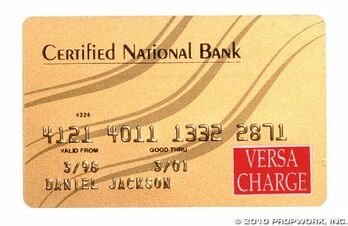 CERTIFIED NATIONAL BANK
4226
4121 4011 1332 2871
VALID FROM GOOD THRU
3/98 3/01
DANIEL JACKSON
VERSA
CHARGE
© 2010 PROPWORX, INC.